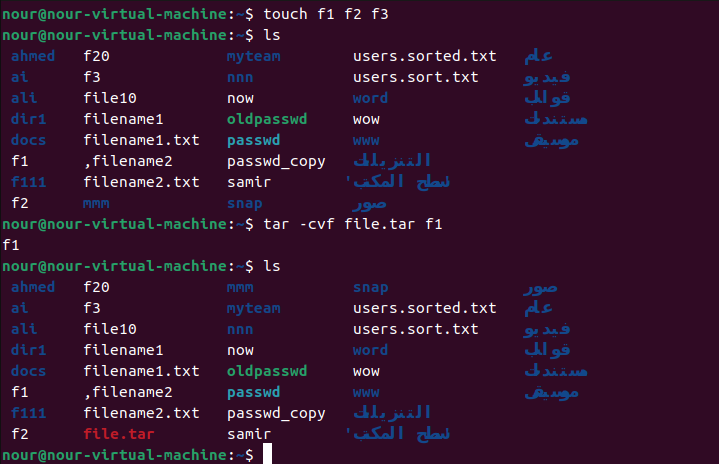 nour@nour-virtual-machine:~$ touch f1 f2 f3
nour@nour-virtual-machine:~$ ls
ahmed f20 myteam users.sorted.txt عام
ai f3 nnn users.sort.txt فيديو
ali file10 now word قوالب
dir1 filename1 oldpasswd wow مستندات
docs filename1.txt passwd www موسيقى
f1 ,filename2 passwd_copy التنزيلات
f111 filename2.txt samir 'سطح المكتب'
f2 mmm snap صور
nour@nour-virtual-machine:~$ tar -cvf file.tar f1
f1
nour@nour-virtual-machine:~$ ls
ahmed f20 mmm snap صور
ai f3 myteam users.sorted.txt عام
ali file10 nnn users.sort.txt فيديو
dir1 filename1 now word قوالب
docs filename1.txt oldpasswd wow مستندات
f1 ,filename2 passwd www موسيقى
f111 filename2.txt passwd_copy التنزيلات
f2 file.tar samir 'سطح المكتب'
nour@nour-virtual-machine:~$